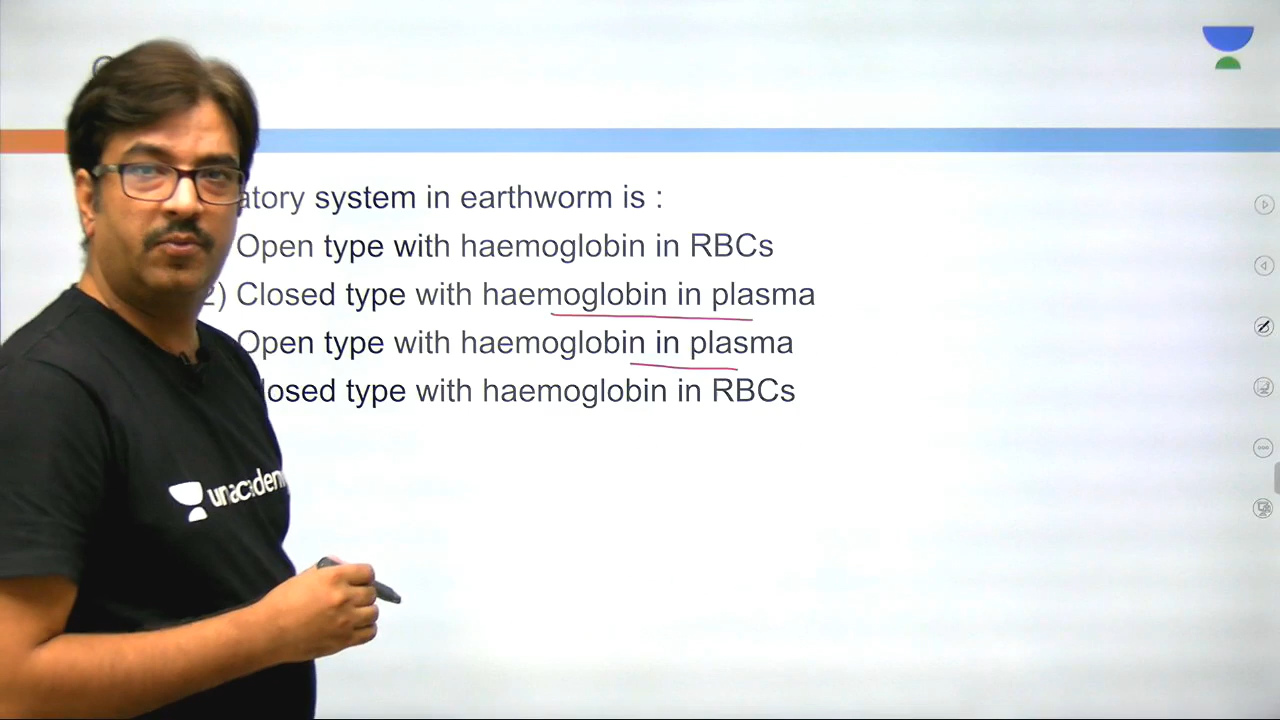 atory system in earthworm is :
Open type with haemoglobin in RBCs
2) Closed type with haemoglobin in plasma
Open type with haemoglobin in plasma
losed type with haemoglobin in RBCs
unacadem